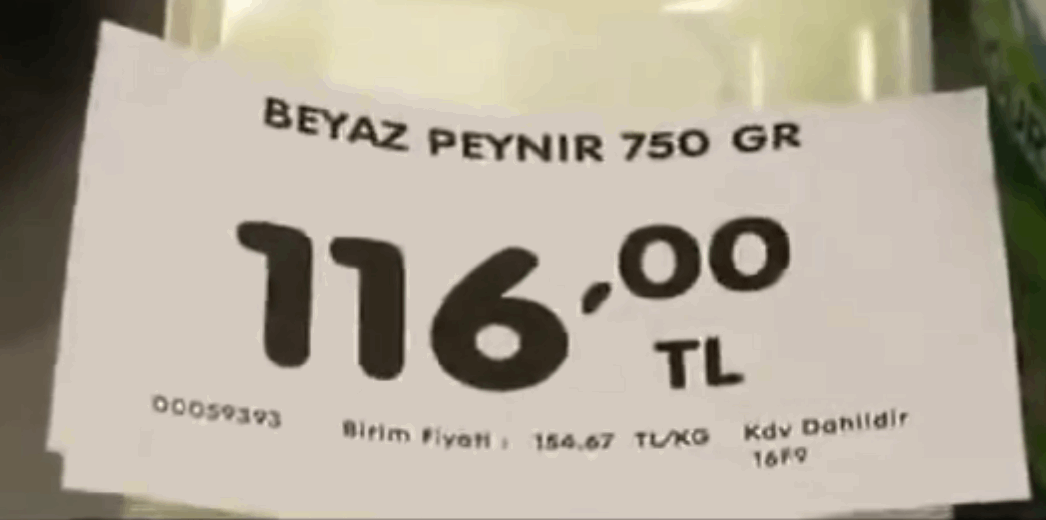 BEYAZ PEYNIR 750 GR
116,00
TL
00059393 Birim Fiyati : 154.67 TL/KG Kdv Dahildir
16F9